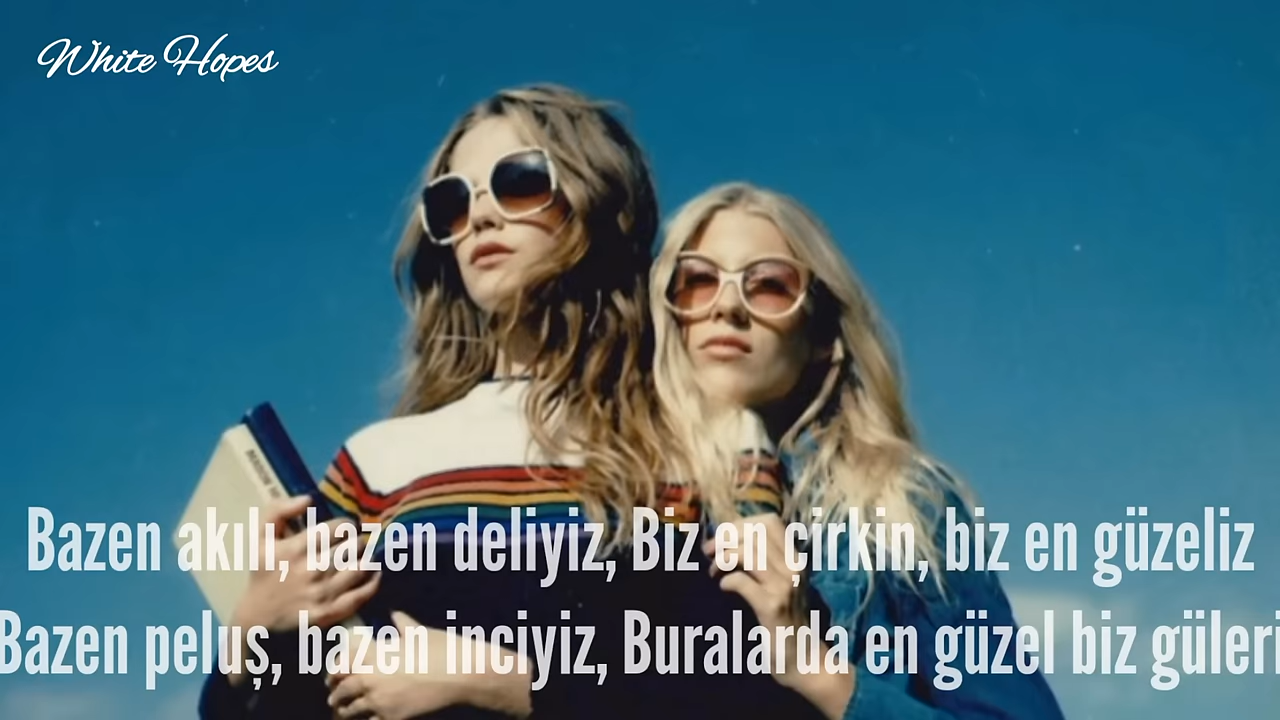 White Hopes
Bazen akılı, bazen deliyiz, Biz en çirkin, biz en güzeliz
Bazen peluş, bazen inciyiz, Buralarda en güzel biz güleri